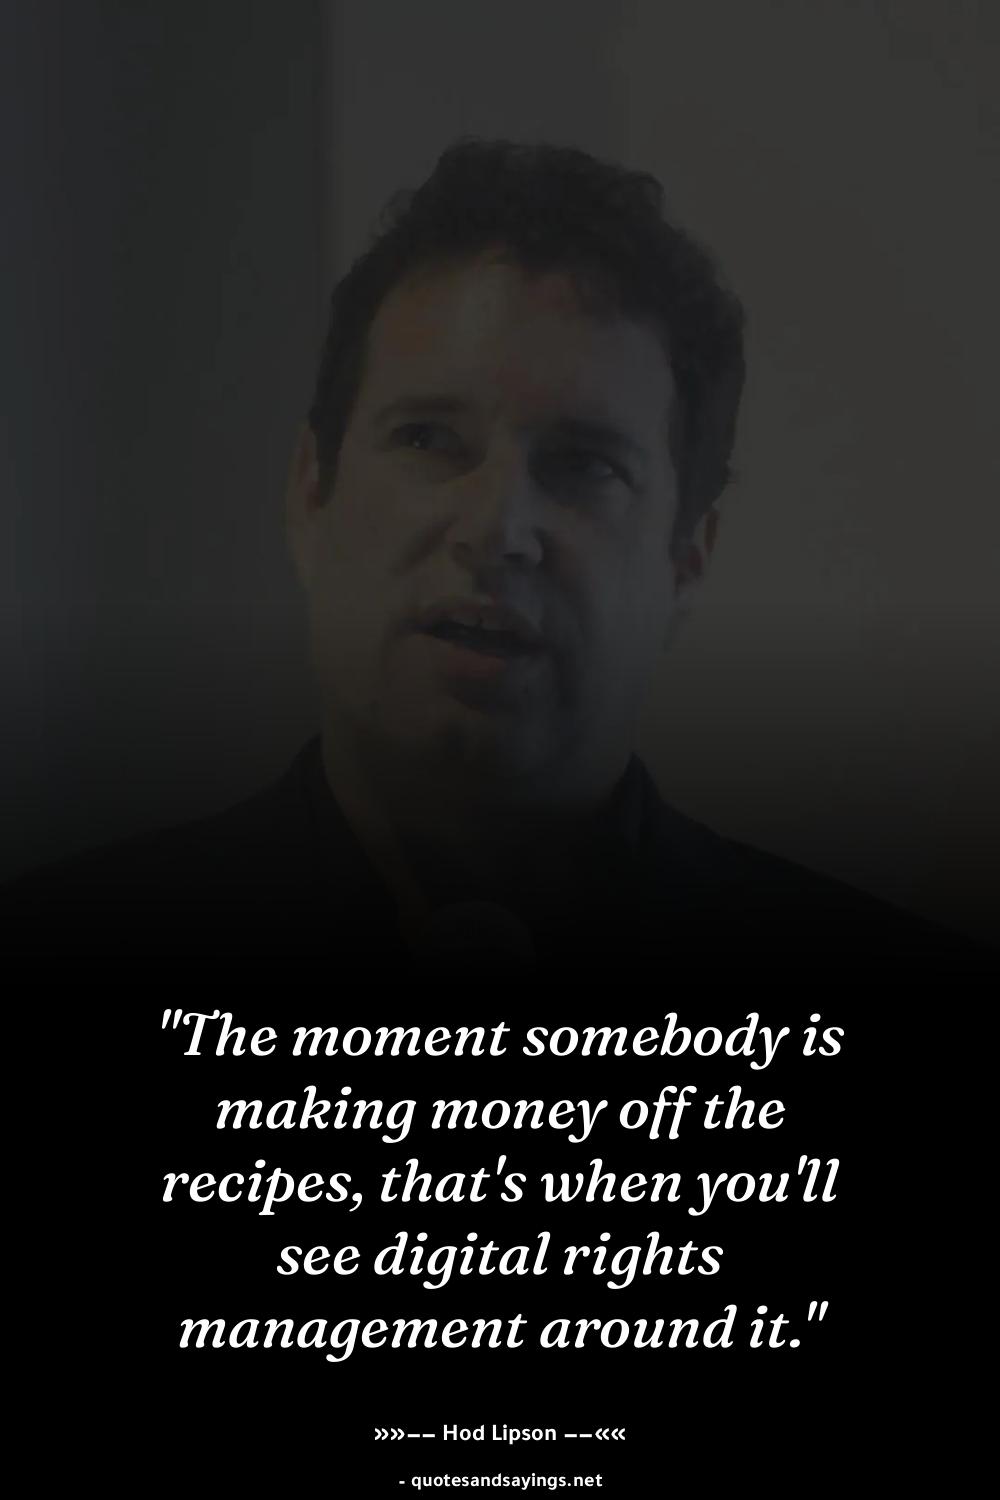 "The moment somebody is
making money off the
recipes, that's when you'll
see digital rights
management around it."
»»–– Hod Lipson ––««
- quotesandsayings.net